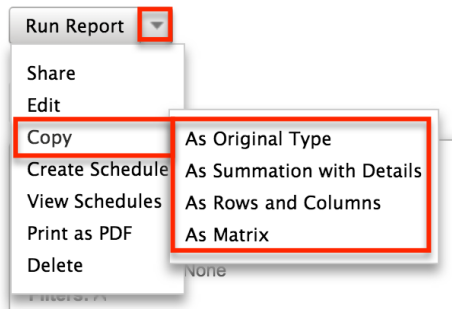 Run Report
Share
Edit
Copy
As Original Type
As Summation with Details
As Rows and Columns
As Matrix
Create Schedule
View Schedules
Print as PDF
Delete
None